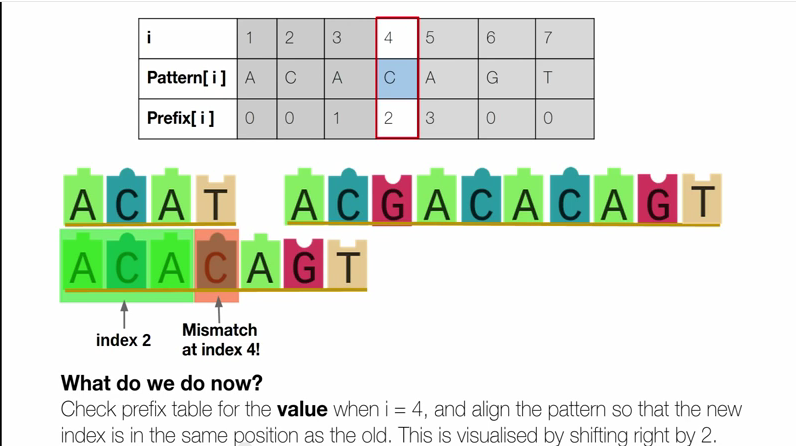 i 1 2 3 4 5 6 7
Pattern[ i ] A C A C A G T
Prefix[ i ] 0 0 1 2 3 0 0
A C A T A C G A C A C A G T
A C A C A G T
index 2
Mismatch
at index 4!
What do we do now?
Check prefix table for the value when i = 4, and align the pattern so that the new
index is in the same position as the old. This is visualised by shifting right by 2.